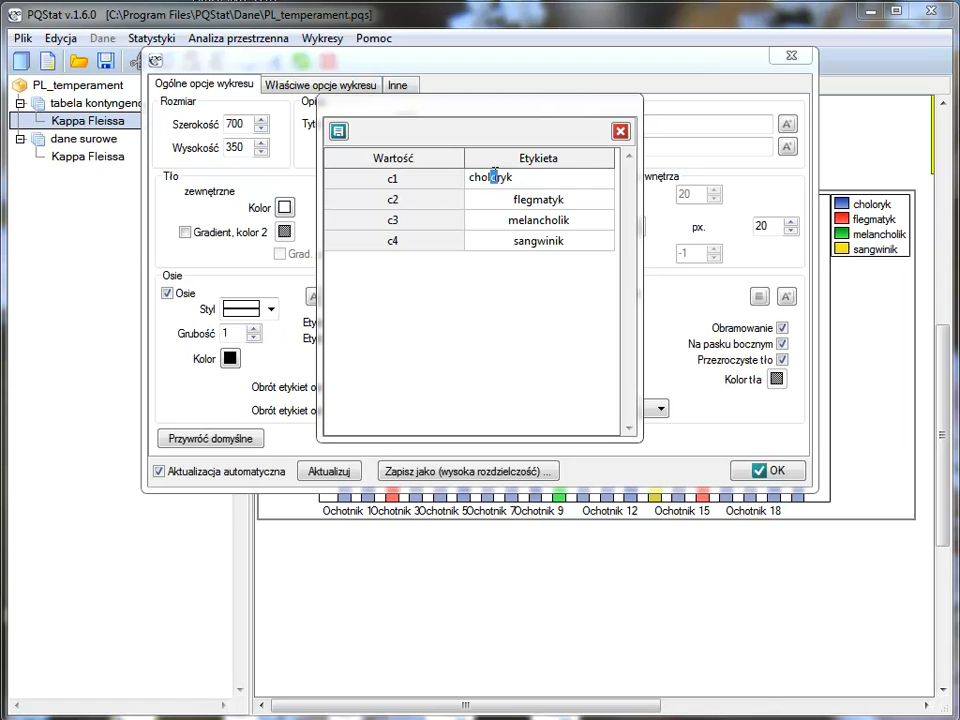 PQStat v.1.6.0 [C:\Program Files\PQStat\Dane\PL_temperament.pqs]
Plik Edycja Dane Statystyki Analiza przestrzenna Wykresy Pomoc
PL_temperament
tabela kontyngenc
Kappa Fleissa
dane surowe
Kappa Fleissa
Ogólne opcje wykresu Właściwe opcje wykresu Inne
Rozmiar
Szerokość 700
Wysokość 350
Opi
Tyt
Tło
zewnętrzne
Kolor
Gradient, kolor 2
Grad.
Osie
Osie
Styl
Grubość 1
Kolor
Ety
Ety
Obrót etykiet o
Obrót etykiet o
Przywróć domyślne
Aktualizacja automatyczna Aktualizuj Zapisz jako (wysoka rozdzielczość) ... OK
Wartość Etykieta
c1
c2 flegmatyk
c3 melancholik
c4 sangwinik
wnętrza
20
px. 20
-1
Obramowanie
Na pasku bocznym
Przezroczyste tło
Kolor tła
choloryk
flegmatyk
melancholik
sangwinik
Ochotnik 1 Ochotnik 3 Ochotnik 5 Ochotnik 7 Ochotnik 9 Ochotnik 12 Ochotnik 15 Ochotnik 18